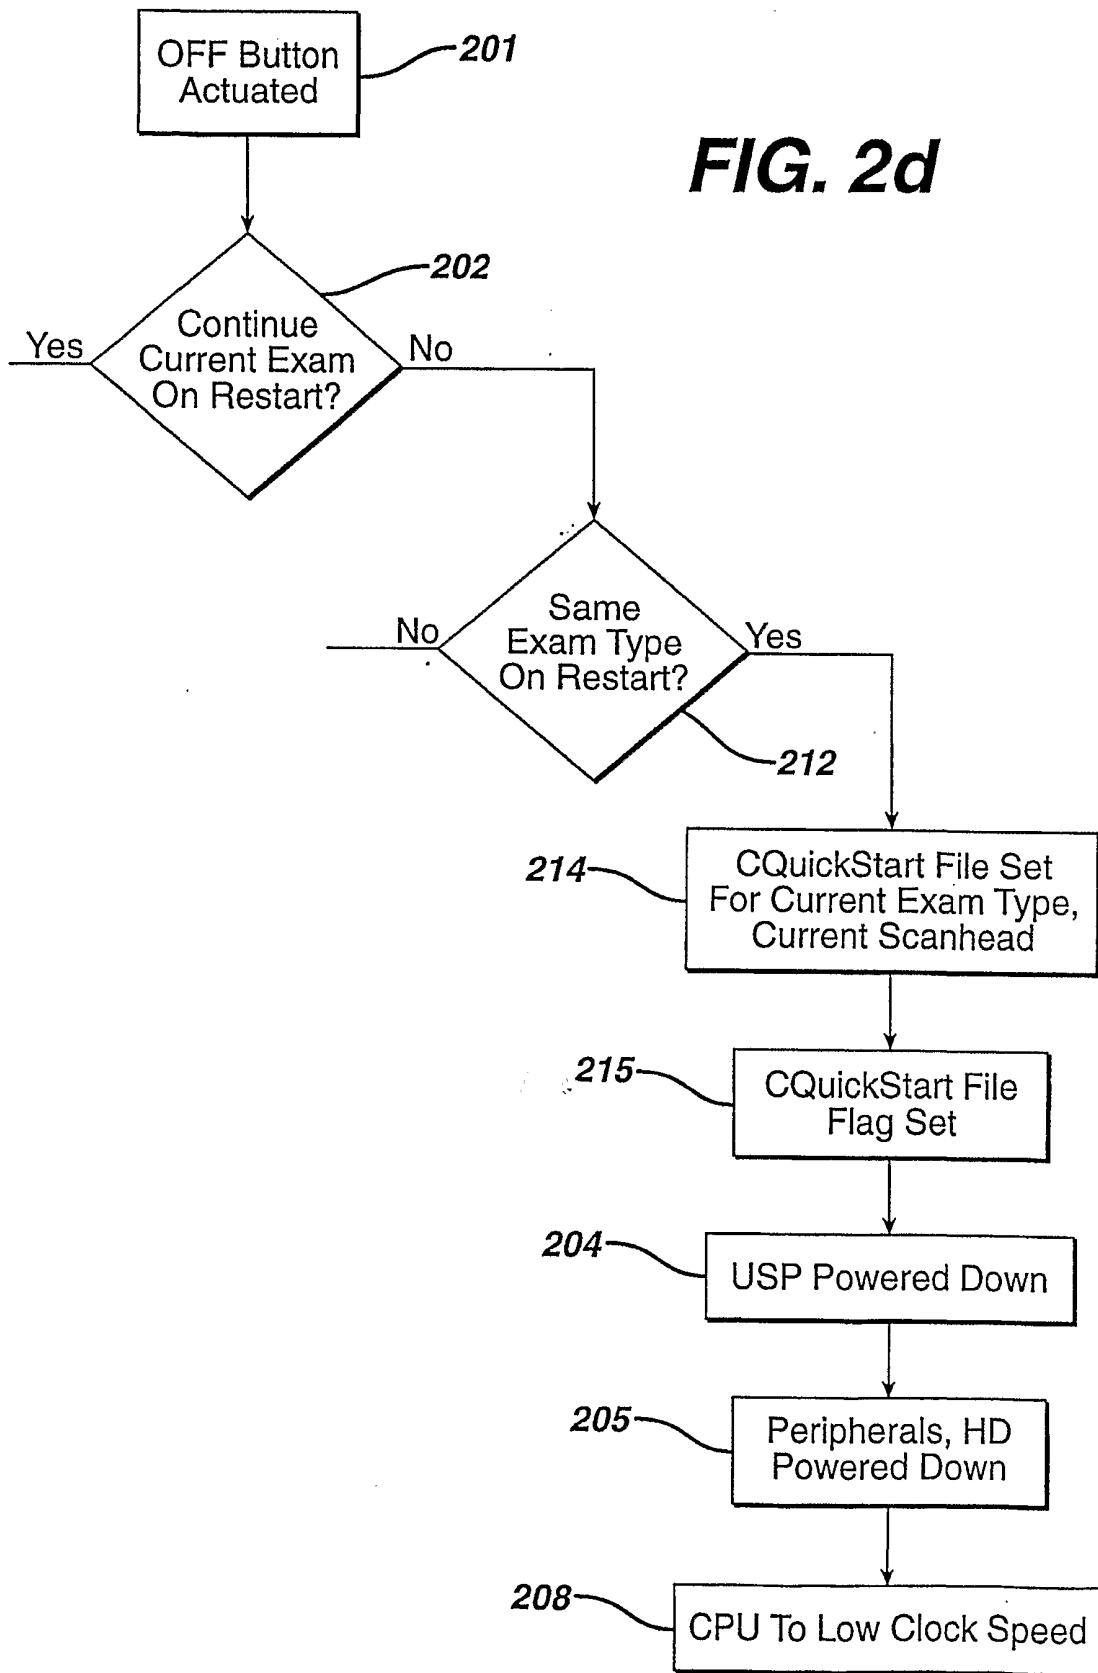 OFF Button
Actuated
201
FIG. 2d
202
Continue
Current Exam
On Restart?
Yes
No
Same
Exam Type
On Restart?
No
Yes
212
214
CQuickStart File Set
For Current Exam Type,
Current Scanhead
215
CQuickStart File
Flag Set
204
USP Powered Down
205
Peripherals, HD
Powered Down
208
CPU To Low Clock Speed